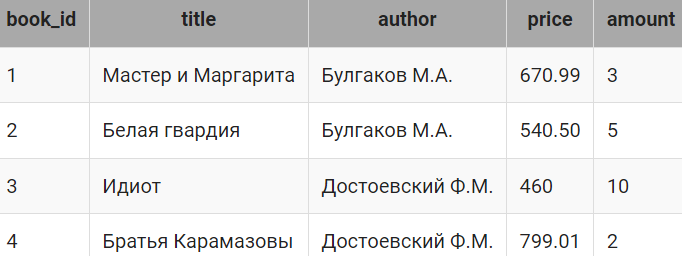 book_id title author price amount
1 Мастер и Маргарита Булгаков М.А. 670.99 3
2 Белая гвардия Булгаков М.А. 540.50 5
3 Идиот Достоевский Ф.М. 460 10
4 Братья Карамазовы Достоевский Ф.М. 799.01 2